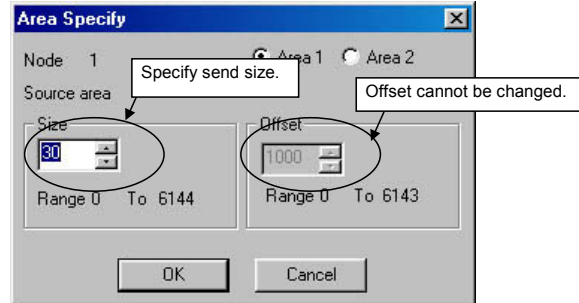 Area Specify
Node 1
Area 1 Area 2
Specify send size.
Source area
Offset cannot be changed.
Size
Offset
30
1000
Range 0 To 6144
Range 0 To 6143
OK
Cancel